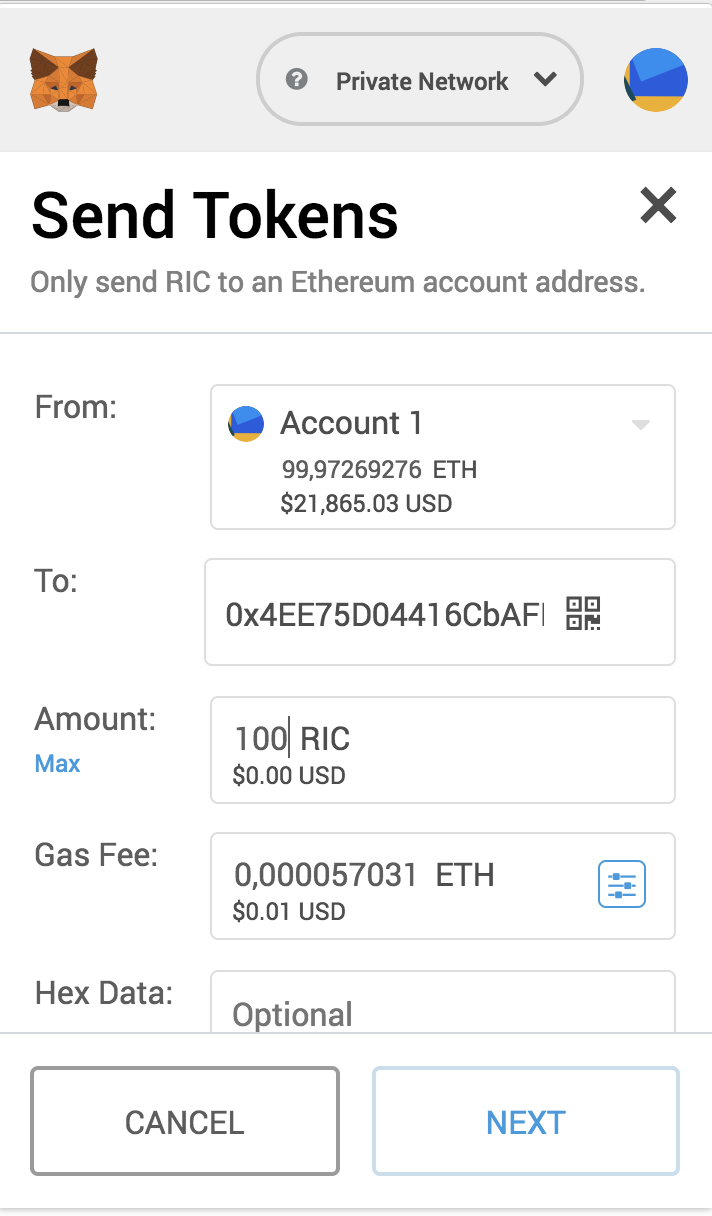 Private Network
Send Tokens
Only send RIC to an Ethereum account address.
From:
Account 1
99,97269276 ETH
$21,865.03 USD
To:
0x4EE75D04416CbAF
Amount:
Max
100 RIC
$0.00 USD
Gas Fee:
0,000057031 ETH
$0.01 USD
Hex Data:
Optional
CANCEL
NEXT